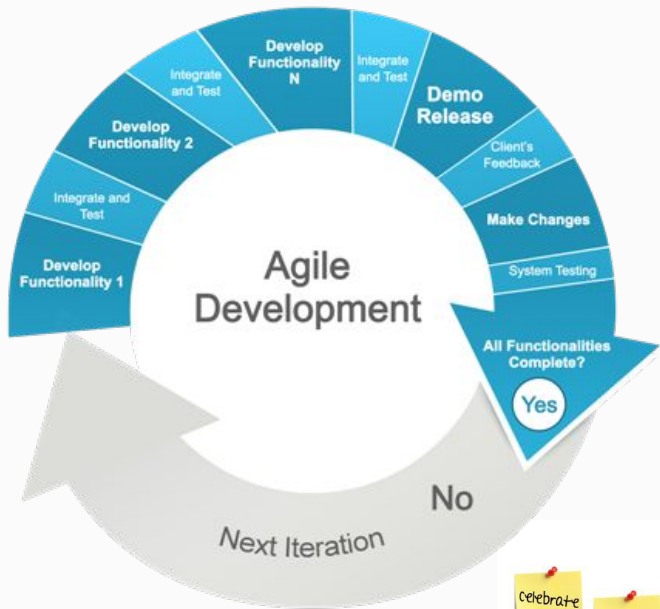 Develop
Functionality 1
Integrate and
Test
Develop
Functionality 2
Integrate
and Test
Develop
Functionality
N
Integrate
and Test
Demo
Release
Client's
Feedback
Make Changes
System Testing
All Functionalities
Complete?
Yes
No
Next Iteration
Agile
Development
celebrate